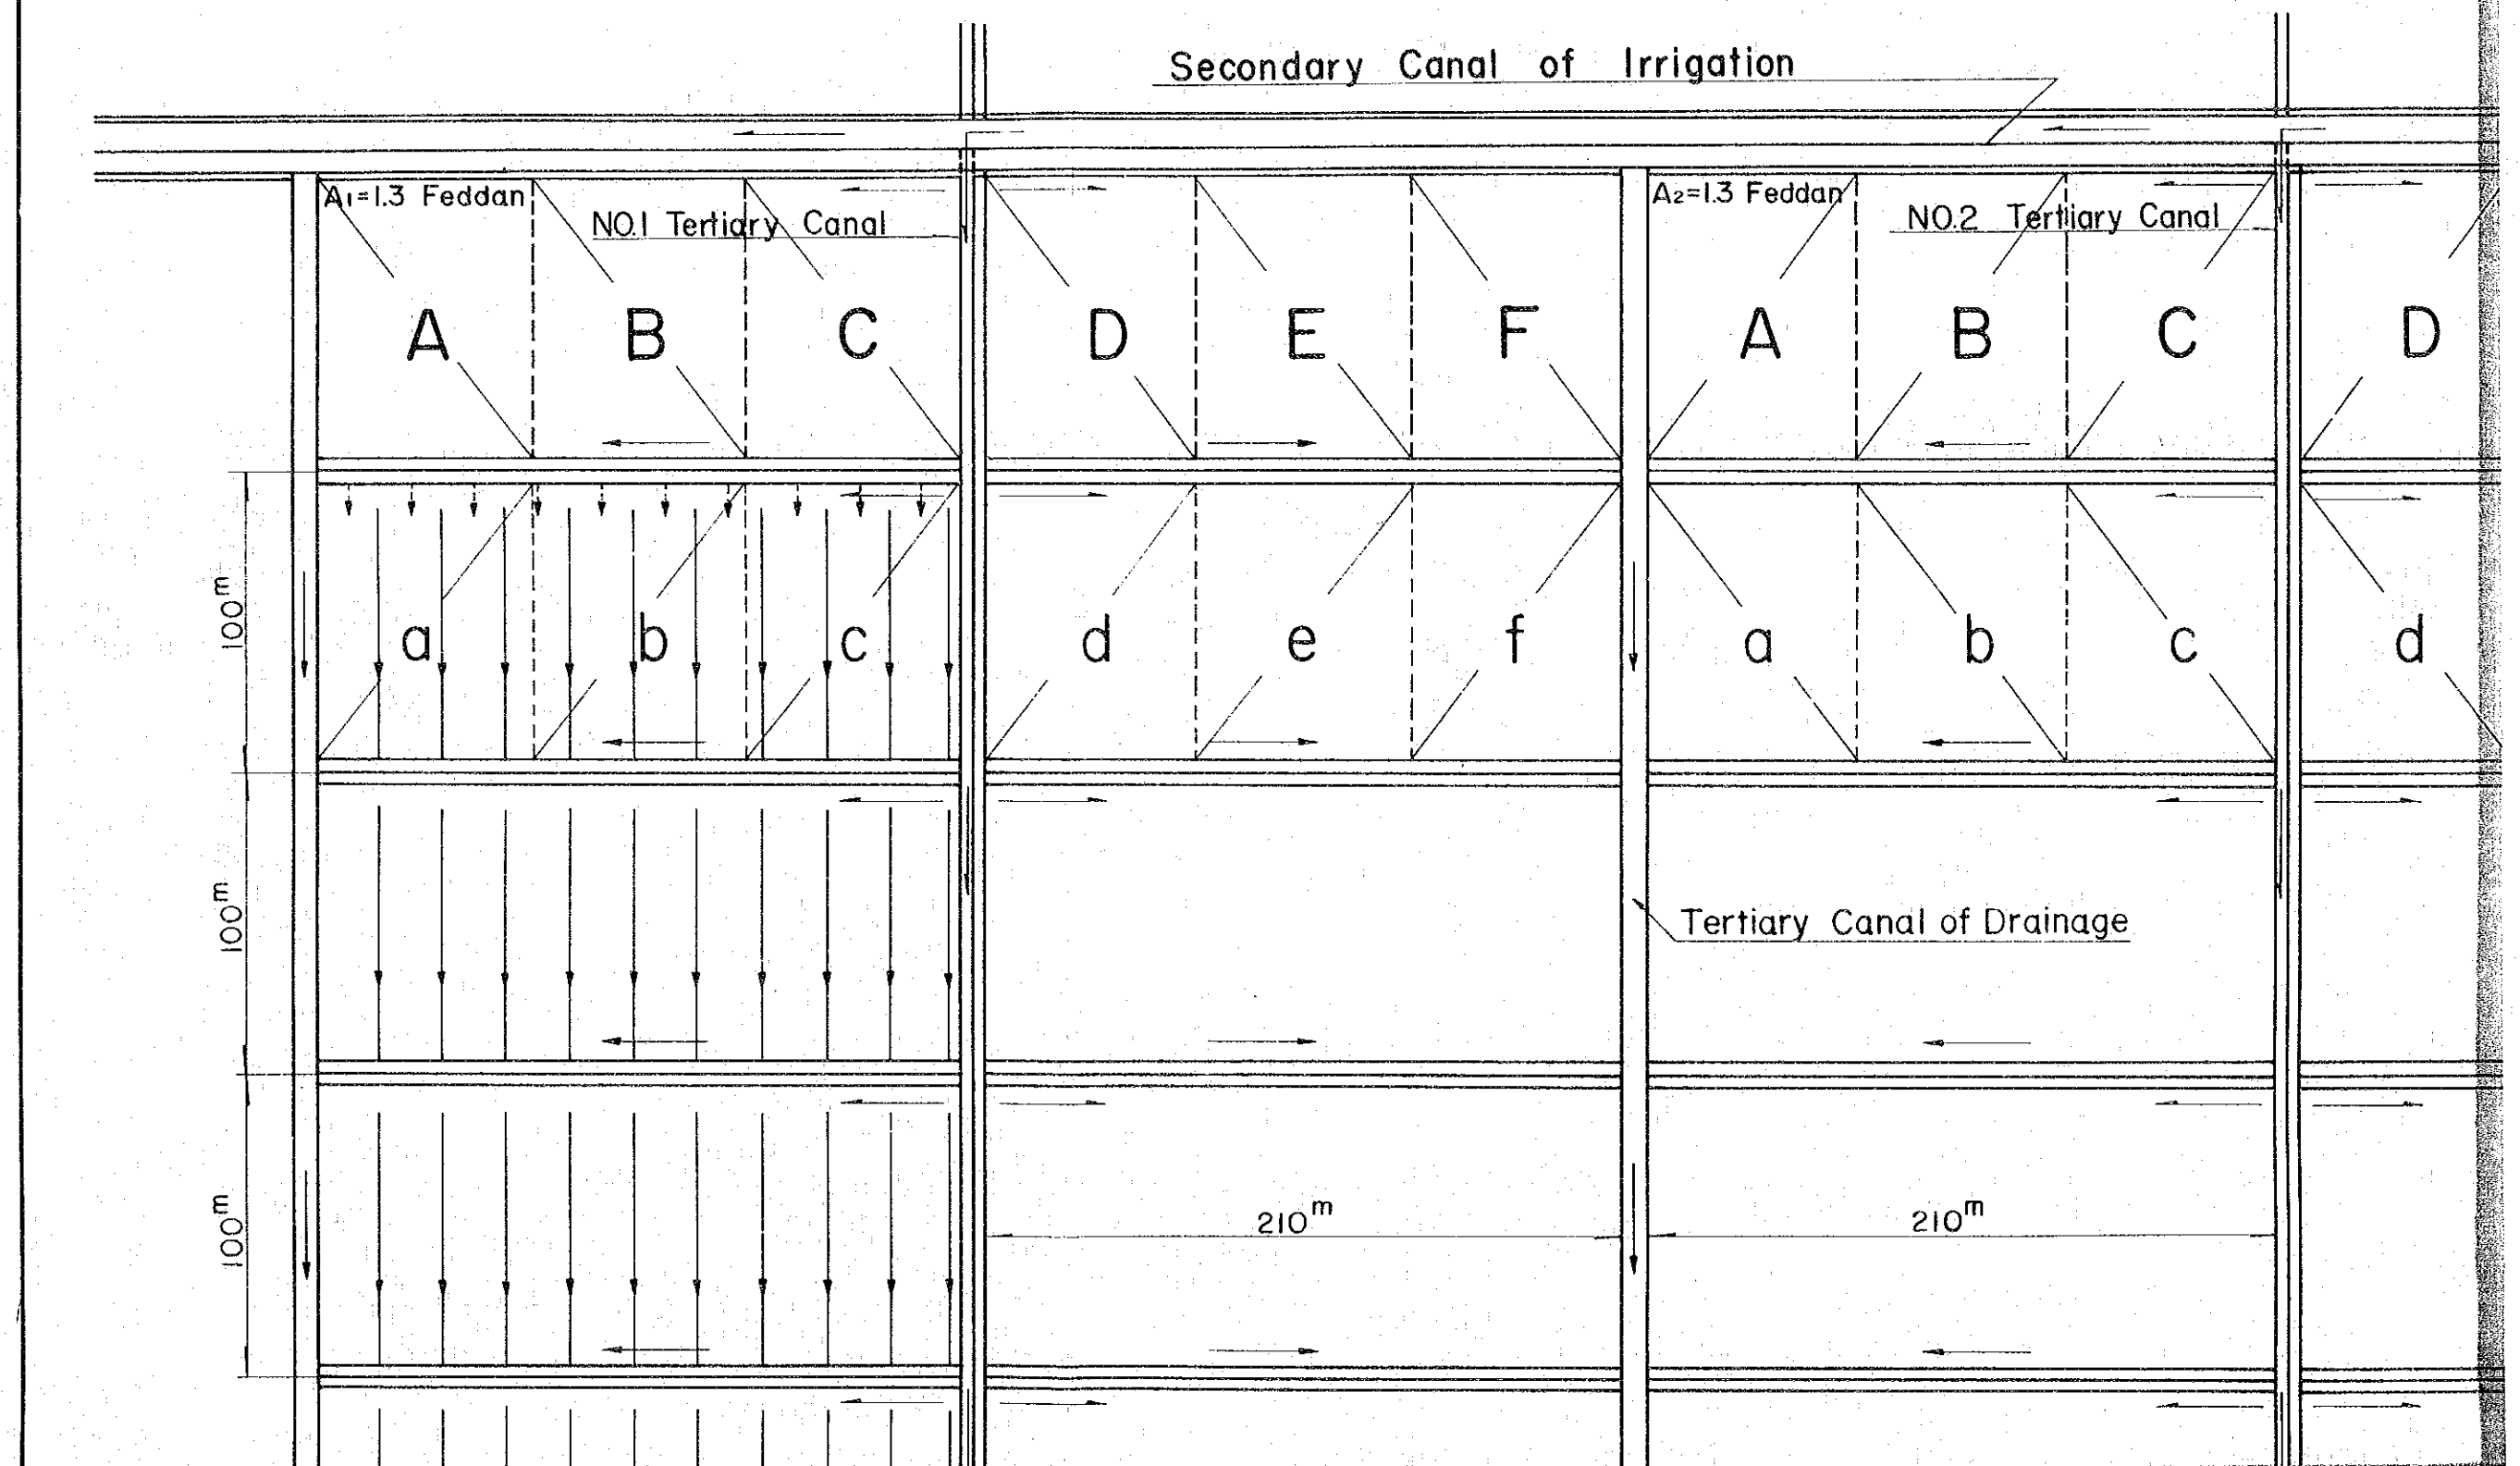 Secondary Canal of Irrigation
A1=1.3 Feddan
NO.1 Tertiary Canal
A2=1.3 Feddan
NO.2 Tertiary Canal
A B C D E F A B C D
100m
a b c d e f a b c d
100m
Tertiary Canal of Drainage
100m
210m 210m